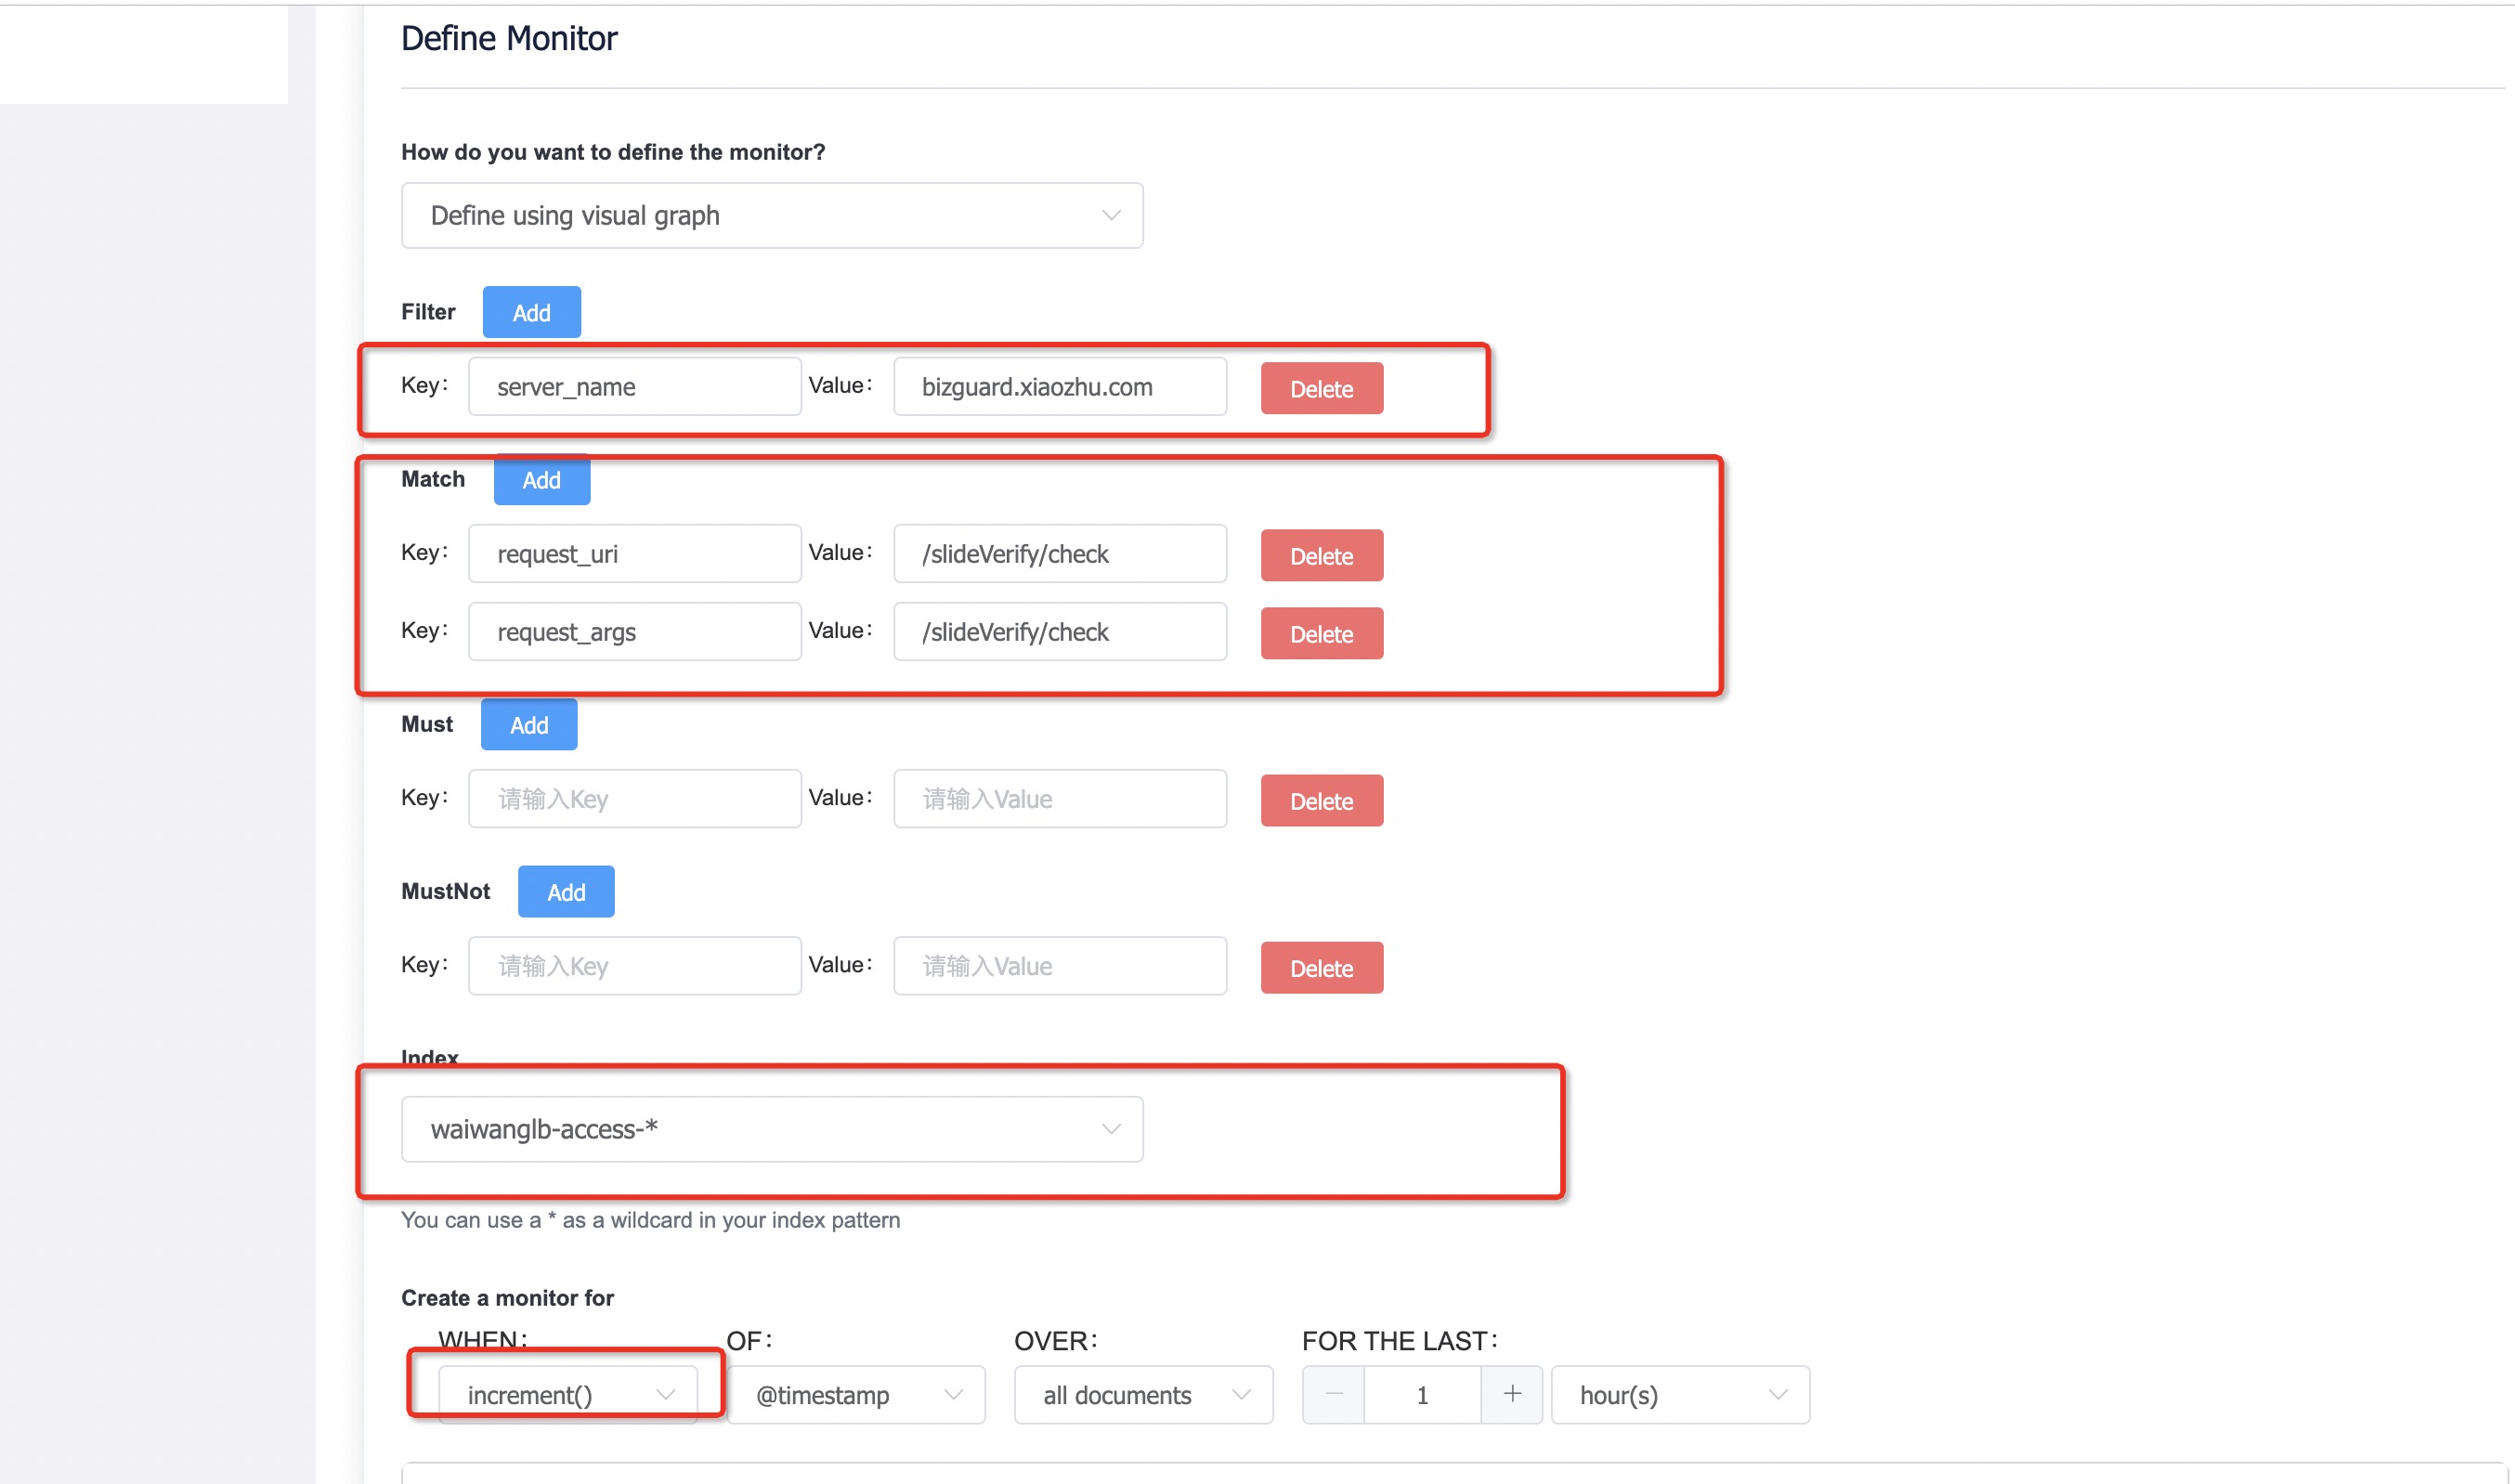 Define Monitor
How do you want to define the monitor?
Define using visual graph
Filter Add
Key: server_name Value: bizguard.xiaozhu.com Delete
Match Add
Key: request_uri Value: /slideVerify/check Delete
Key: request_args Value: /slideVerify/check Delete
Must Add
Key: 请输入Key Value: 请输入Value Delete
MustNot Add
Key: 请输入Key Value: 请输入Value Delete
Index
waiwanglb-access-*
You can use a * as a wildcard in your index pattern
Create a monitor for
WHEN: OF: OVER: FOR THE LAST:
increment() @timestamp all documents — 1 + hour(s)